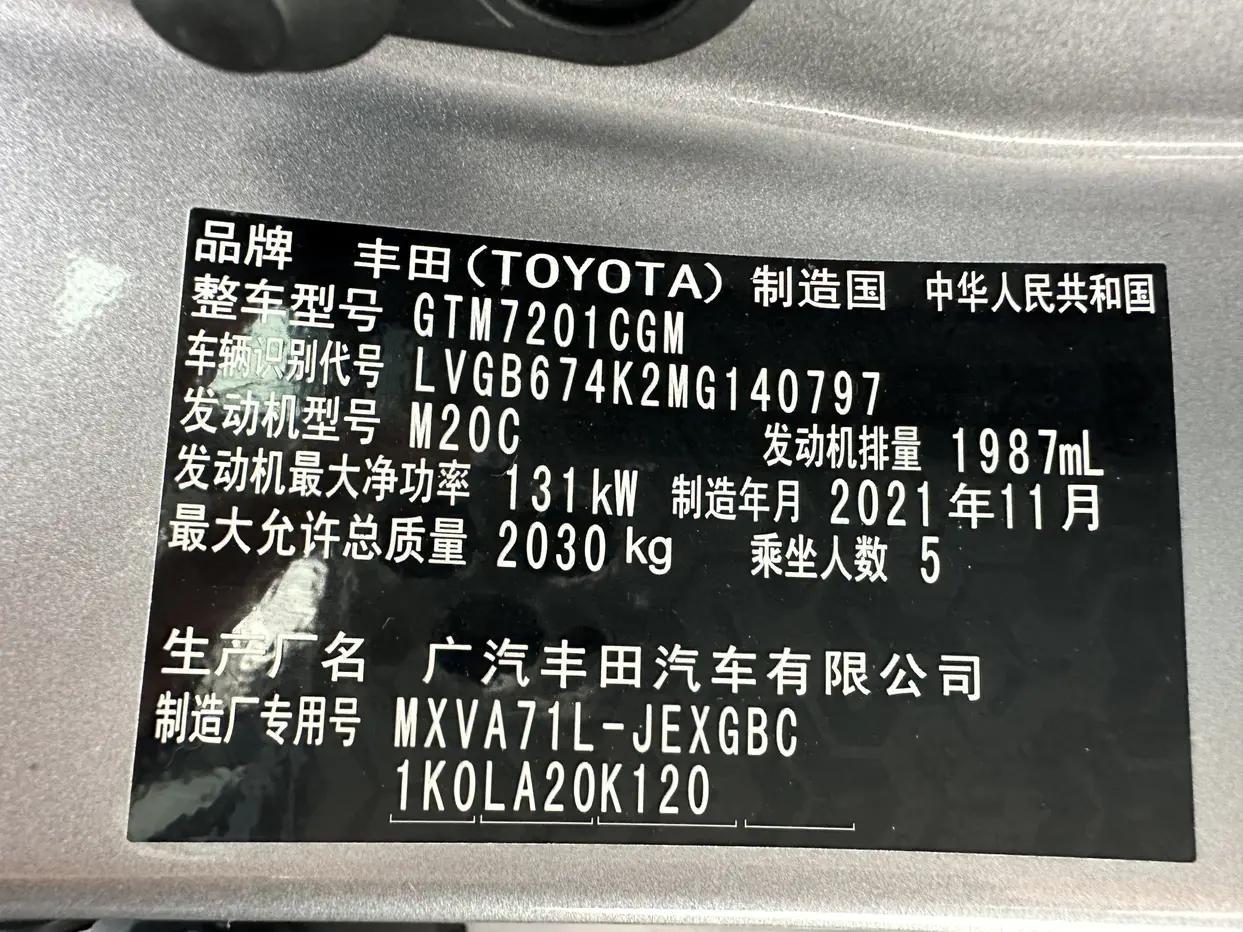 品牌 丰田(TOYOTA) 制造国 中华人民共和国
整车型号 GTM7201CGM
车辆识别代号 LVGB674K2MG140797
发动机型号 M20C 发动机排量 1987mL
发动机最大净功率 131kW 制造年月 2021年11月
最大允许总质量 2030kg 乘坐人数 5
生产厂名 广汽丰田汽车有限公司
制造厂专用号 MXVA71L-JEXGBC
1K0LA20K120